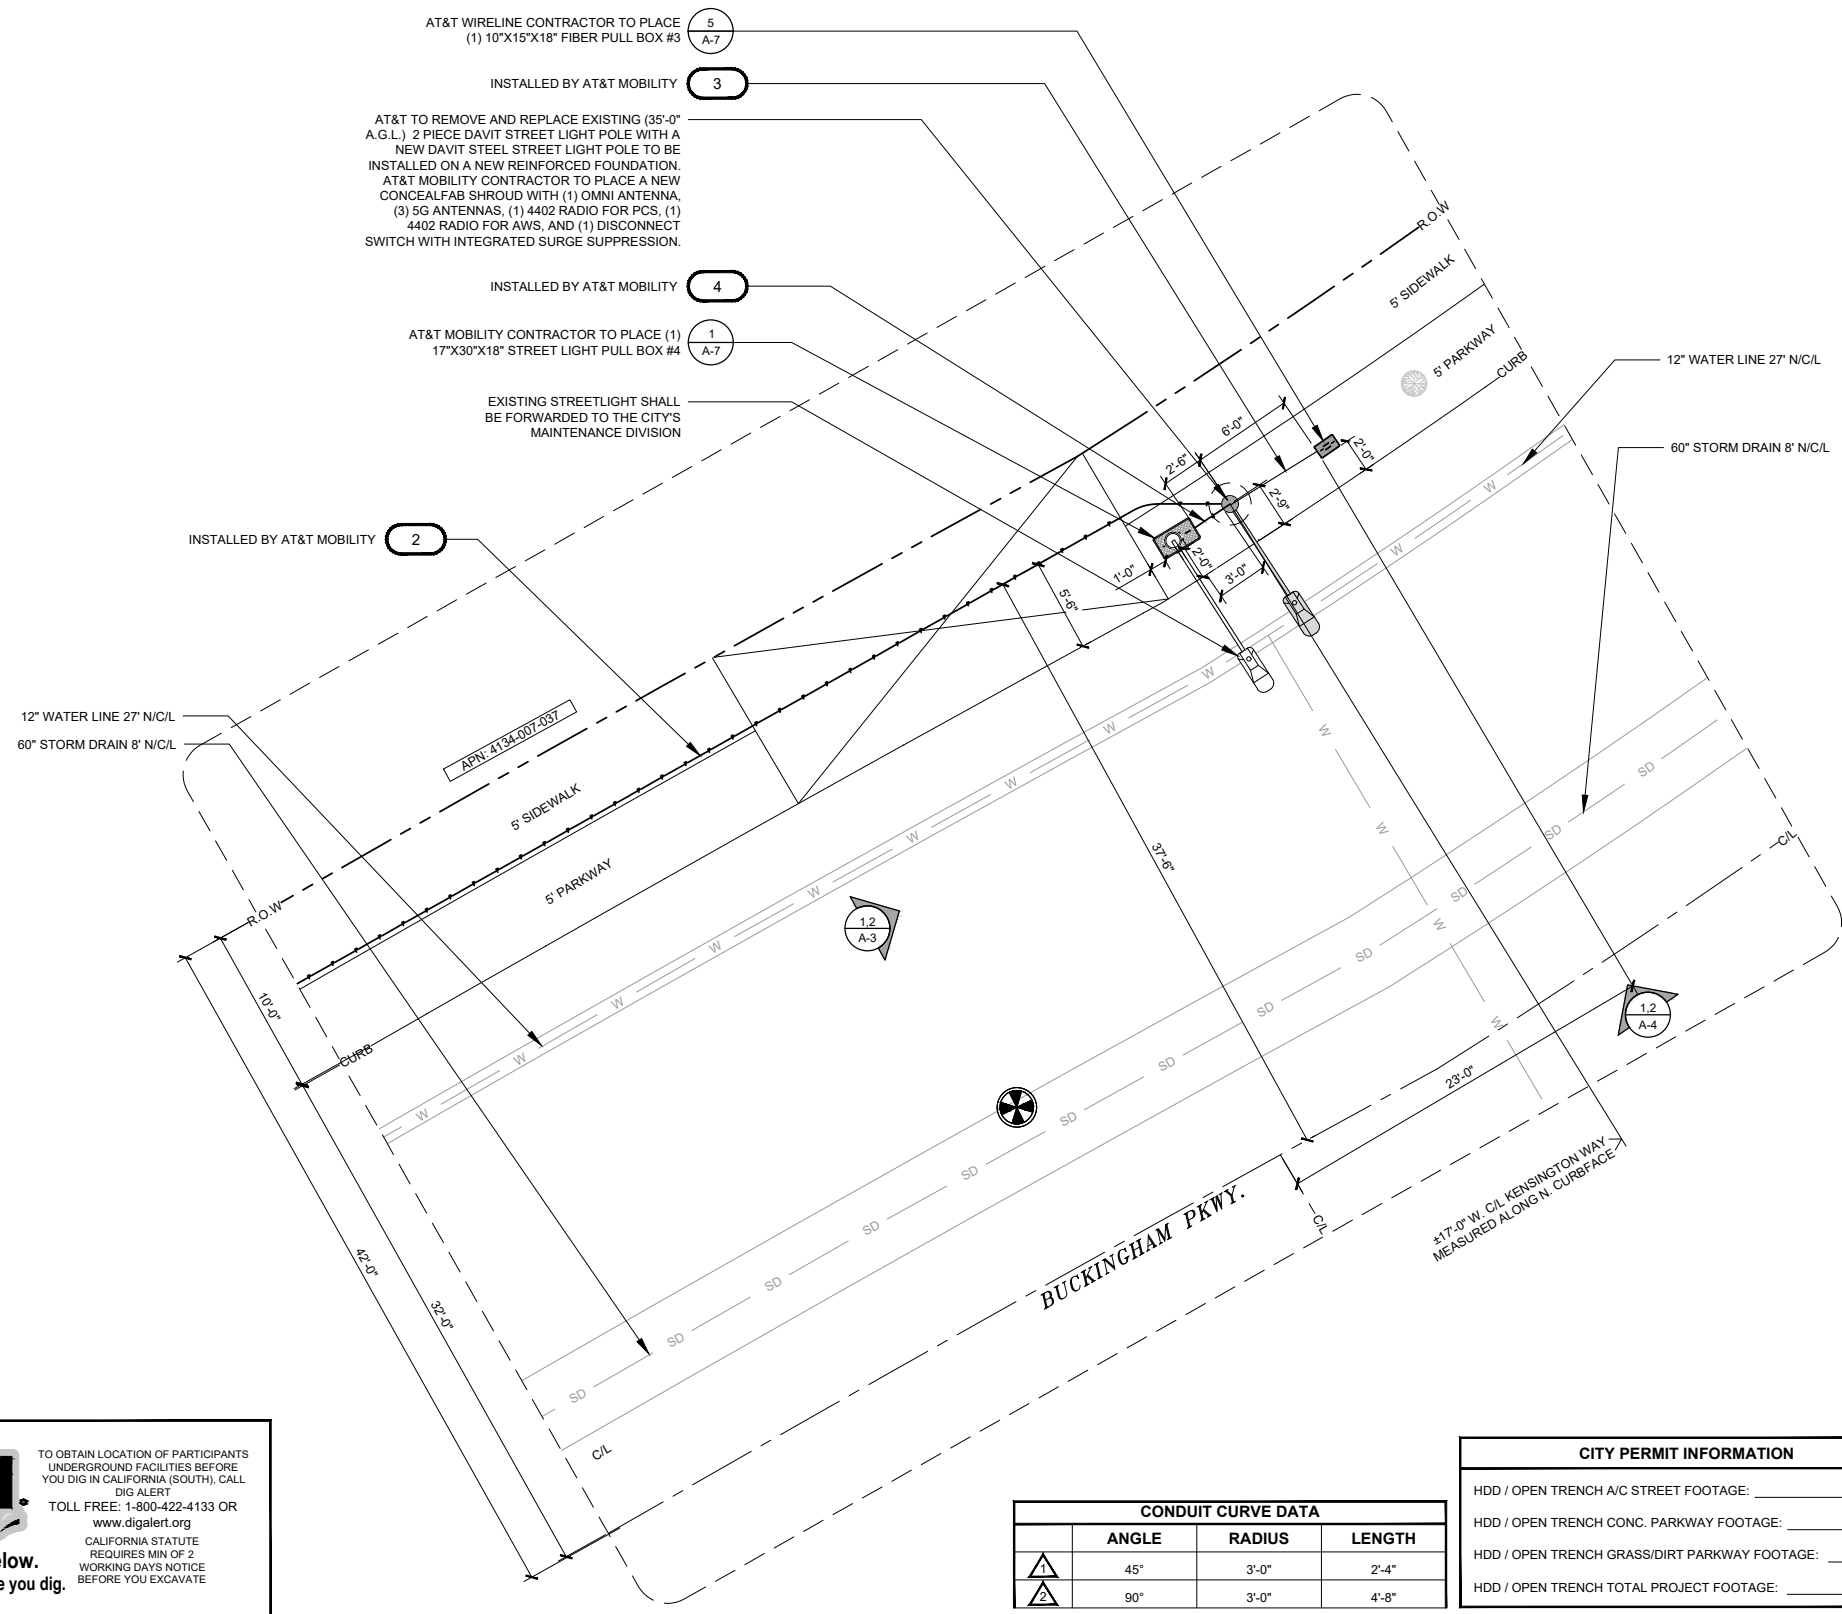 AT&T WIRELINE CONTRACTOR TO PLACE
(1) 10"X15"X18" FIBER PULL BOX #3
5
A-7
INSTALLED BY AT&T MOBILITY
3
AT&T TO REMOVE AND REPLACE EXISTING (35'-0"
A.G.L.) 2 PIECE DAVIT STREET LIGHT POLE WITH A
NEW DAVIT STEEL STREET LIGHT POLE TO BE
INSTALLED ON A NEW REINFORCED FOUNDATION.
AT&T MOBILITY CONTRACTOR TO PLACE A NEW
CONCEALFAB SHROUD WITH (1) OMNI ANTENNA,
(3) 5G ANTENNAS, (1) 4402 RADIO FOR PCS, (1)
4402 RADIO FOR AWS, AND (1) DISCONNECT
SWITCH WITH INTEGRATED SURGE SUPPRESSION.
INSTALLED BY AT&T MOBILITY
4
AT&T MOBILITY CONTRACTOR TO PLACE (1)
17"X30"X18" STREET LIGHT PULL BOX #4
1
A-7
EXISTING STREETLIGHT SHALL
BE FORWARDED TO THE CITY'S
MAINTENANCE DIVISION
R.O.W
5' SIDEWALK
5' PARKWAY
CURB
12" WATER LINE 27' N/C/L
60" STORM DRAIN 8' N/C/L
6'-0"
2'-6"
2'-0"
2'-9"
W
W
INSTALLED BY AT&T MOBILITY
2
1'-0"
2'-0"
3'-0"
5'-6"
12" WATER LINE 27' N/C/L
60" STORM DRAIN 8' N/C/L
APN: 4134-007-037
5' SIDEWALK
5' PARKWAY
R.O.W
CURB
W
W
W
W
W
W
W
W
W
W
W
W
W
W
37'-6"
SD
SD
SD
SD
SD
SD
SD
SD
SD
SD
SD
SD
C/L
1,2
A-3
1,2
A-4
10'-0"
42'-0"
32'-0"
23'-0"
±17'-0" W. C/L KENSINGTON WAY
MEASURED ALONG N. CURBFACE
BUCKINGHAM PKWY.
C/L
C/L
TO OBTAIN LOCATION OF PARTICIPANTS
UNDERGROUND FACILITIES BEFORE
YOU DIG IN CALIFORNIA (SOUTH), CALL
DIG ALERT
TOLL FREE: 1-800-422-4133 OR
www.digalert.org
CALIFORNIA STATUTE
REQUIRES MIN OF 2
WORKING DAYS NOTICE
BEFORE YOU EXCAVATE
you dig.
CONDUIT CURVE DATA
ANGLE RADIUS LENGTH
1 45° 3'-0" 2'-4"
2 90° 3'-0" 4'-8"
CITY PERMIT INFORMATION
HDD / OPEN TRENCH A/C STREET FOOTAGE:
HDD / OPEN TRENCH CONC. PARKWAY FOOTAGE:
HDD / OPEN TRENCH GRASS/DIRT PARKWAY FOOTAGE:
HDD / OPEN TRENCH TOTAL PROJECT FOOTAGE: